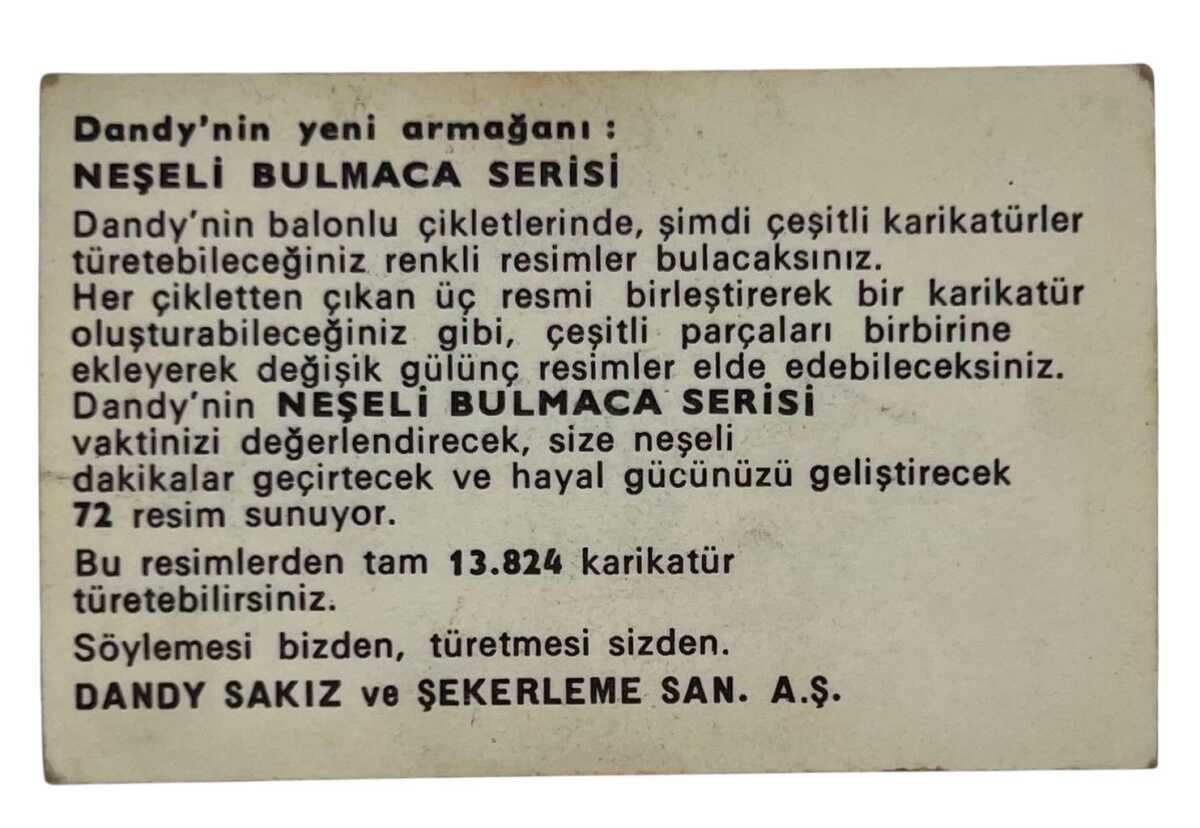 Dandy'nin yeni armağanı :
NEŞELİ BULMACA SERİSİ
Dandy'nin balonlu çikletlerinde, şimdi çeşitli karikatürler
türetebileceğiniz renkli resimler bulacaksınız.
Her çikletten çıkan üç resmi birleştirerek bir karikatür
oluşturabileceğiniz gibi, çeşitli parçaları birbirine
ekleyerek değişik gülünç resimler elde edebileceksiniz.
Dandy'nin NEŞELİ BULMACA SERİSİ
vaktinizi değerlendirecek, size neşeli
dakikalar geçirtecek ve hayal gücünüzü geliştirecek
72 resim sunuyor.
Bu resimlerden tam 13.824 karikatür
türetebilirsiniz.
Söylemesi bizden, türetmesi sizden.
DANDY SAKIZ ve ŞEKERLEME SAN. A.Ş.